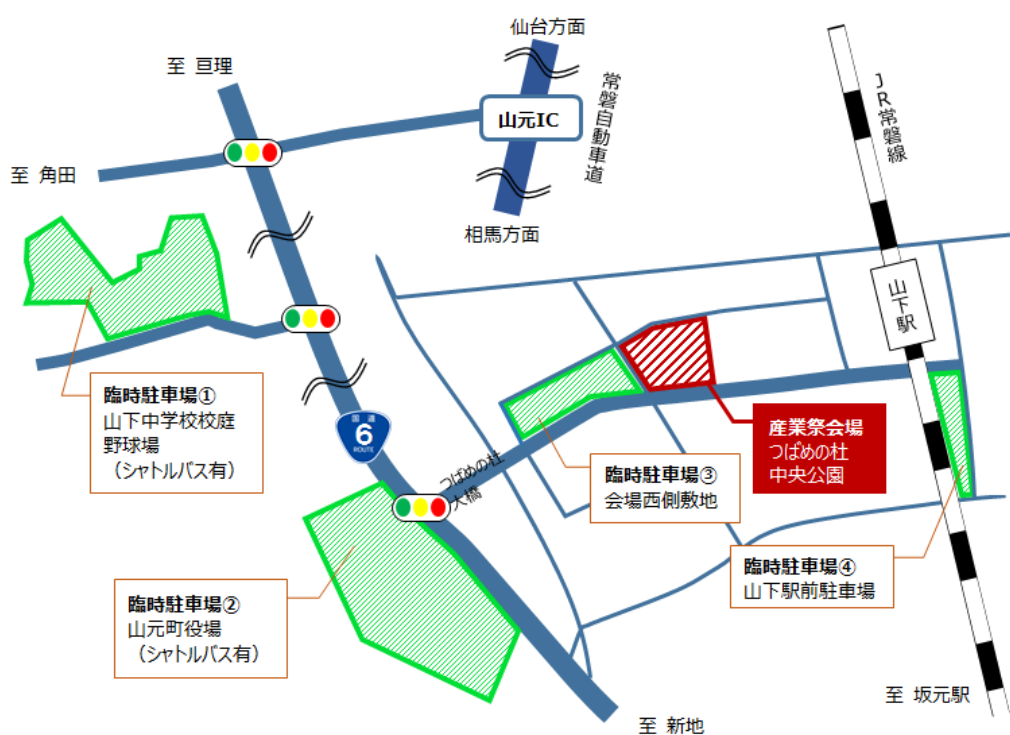 仙台方面
至 亘理
常磐自動車道
JR常磐線
山元IC
至 角田
相馬方面
山下駅
臨時駐車場①
山下中学校校庭
野球場
（シャトルバス有）
国道
6
ROUTE
産業祭会場
つばめの杜
中央公園
つばめの杜
大橋
臨時駐車場③
会場西側敷地
臨時駐車場④
山下駅前駐車場
臨時駐車場②
山元町役場
（シャトルバス有）
至 坂元駅
至 新地